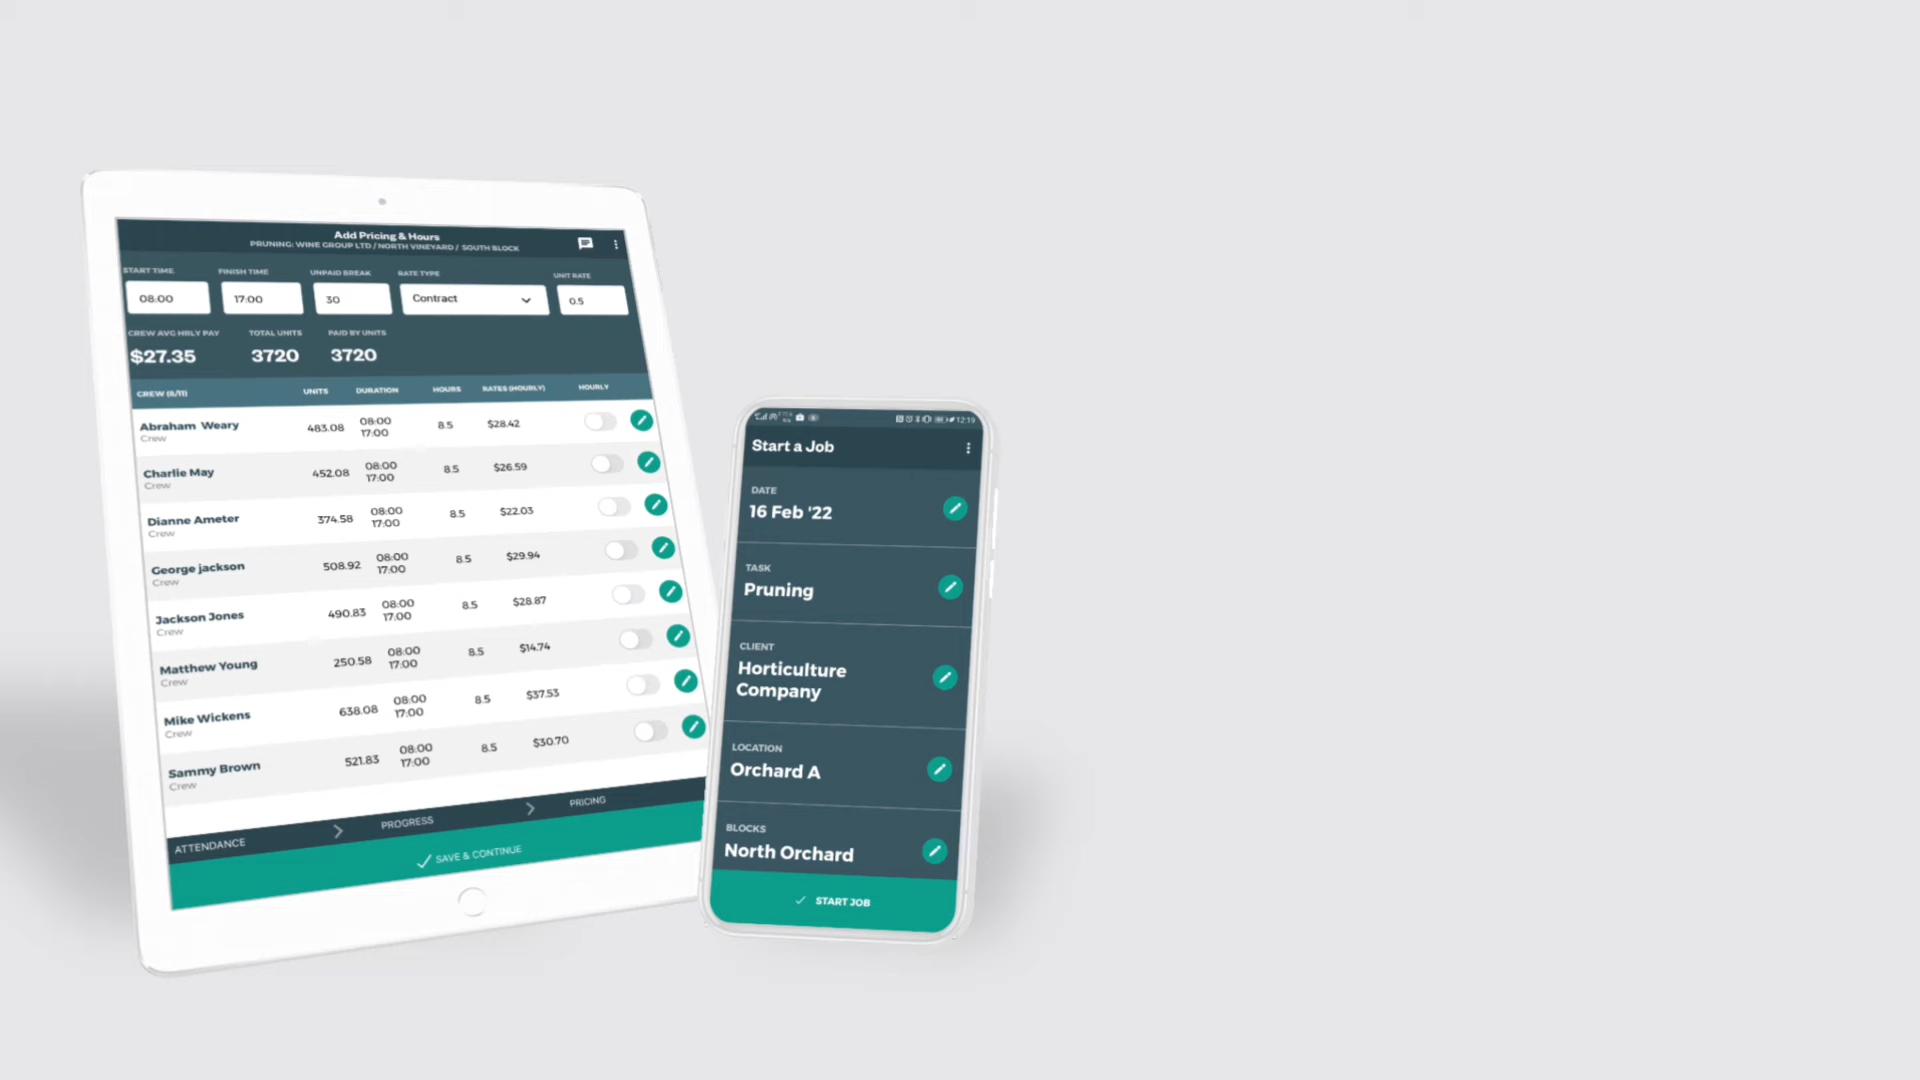 Add Pricing & Hours
PRUNING: WINE GROUP LTD / NORTH VINEYARD / SOUTH BLOCK
START TIME FINISH TIME UNPAID BREAK RATE TYPE UNIT RATE
08:00 17:00 30 Contract 0.5
CREW AVG HRLY PAY TOTAL UNITS PAID BY UNITS
$27.35 3720 3720
CREW (8/11) UNITS DURATION HOURS RATES (HOURLY) HOURLY
Abraham Weary 483.08 08:00 8.5 $28.42
Crew 17:00
Charlie May 452.08 08:00 8.5 $26.59
Crew 17:00
Dianne Ameter 374.58 08:00 8.5 $22.03
Crew 17:00
George jackson 508.92 08:00 8.5 $29.94
Crew 17:00
Jackson Jones 490.83 08:00 8.5 $28.87
Crew 17:00
Matthew Young 250.58 08:00 8.5 $14.74
Crew 17:00
Mike Wickens 638.08 08:00 8.5 $37.53
Crew 17:00
Sammy Brown 521.83 08:00 8.5 $30.70
Crew 17:00
ATTENDANCE PROGRESS PRICING
SAVE & CONTINUE
12:19
Start a Job
DATE
16 Feb '22
TASK
Pruning
CLIENT
Horticulture
Company
LOCATION
Orchard A
BLOCKS
North Orchard
START JOB